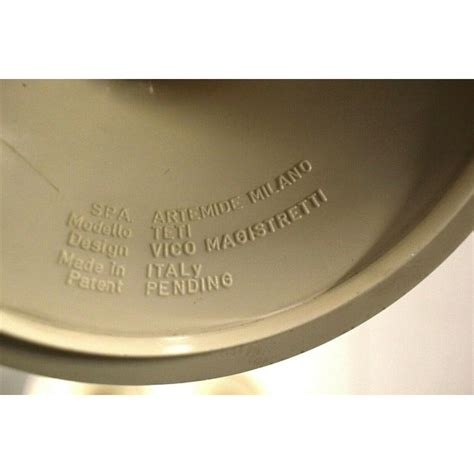 S.P.A. ARTEMIDE MILANO
Modello TETI
Design VICO MAGISTRETTI
Made in ITALY
Patent PENDING